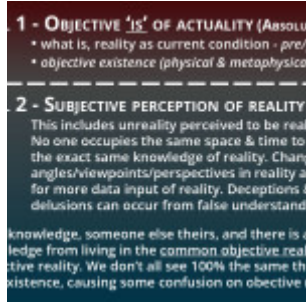 1 - OBJECTIVE 'IS' OF ACTUALITY (ABSOLU
• what is, reality as current condition - pre
• objective existence (physical & metaphysica
2 - SUBJECTIVE PERCEPTION OF REALITY
This includes unreality perceived to be real
No one occupies the same space & time to
the exact same knowledge of reality. Chan
angles/viewpoints/perspectives in reality a
for more data input of reality. Deceptions &
delusions can occur from false understand
knowledge, someone else theirs, and there is a
ledge from living in the common objective real
ctive reality. We don't all see 100% the same th
xistence, causing some confusion on obective